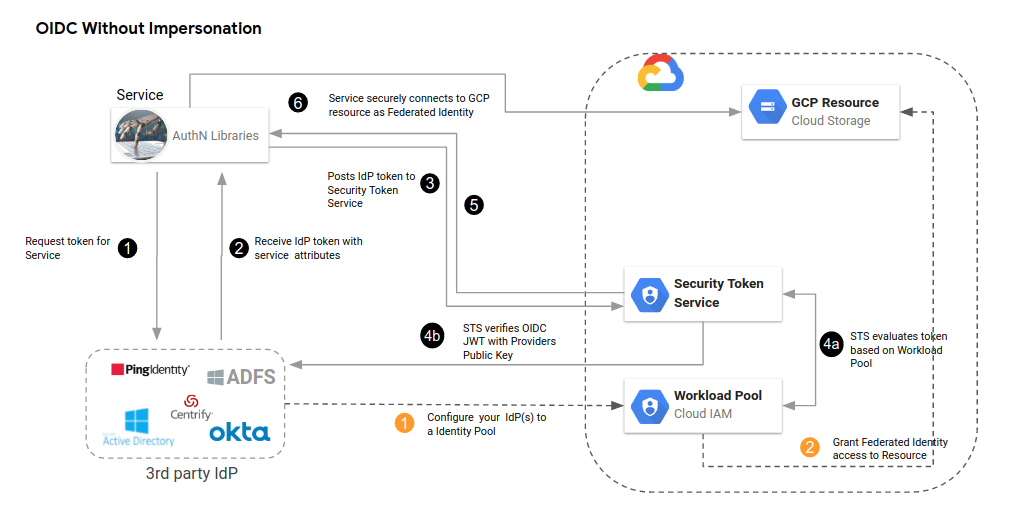 OIDC Without Impersonation
Service
AuthN Libraries
6
Service securely connects to GCP
resource as Federated Identity
GCP Resource
Cloud Storage
Posts IdP token to
Security Token
Service
3
5
Request token for
Service
1
2
Receive IdP token with
service attributes
Security Token
Service
4b
STS verifies OIDC
JWT with Providers
Public Key
4a
STS evaluates token
based on Workload
Pool
PingIdentity
ADFS
Centrify
Active Directory
okta
3rd party IdP
1
Configure your IdP(s) to
a Identity Pool
Workload Pool
Cloud IAM
2
Grant Federated Identity
access to Resource